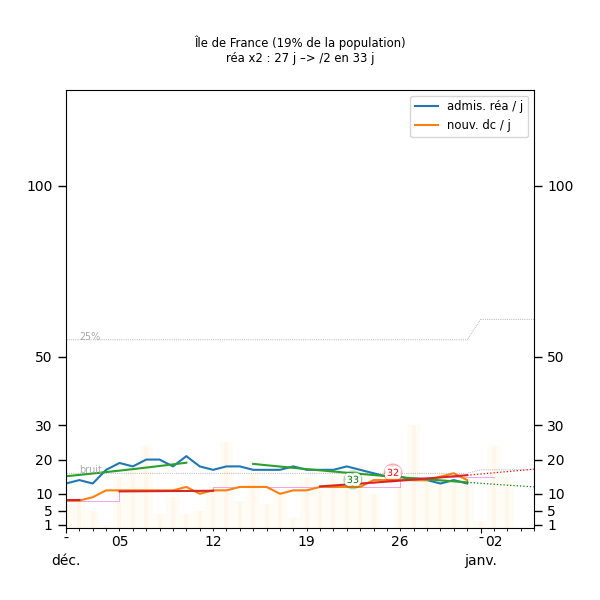 Île de France (19% de la population)
réa x2 : 27 j –> /2 en 33 j
admis. réa / j
nouv. dc / j
100
100
25%
50
50
30
30
20
20
bruit
33
32
10
10
5
5
1
1
- 05 12 19 26 - 02
déc. janv.